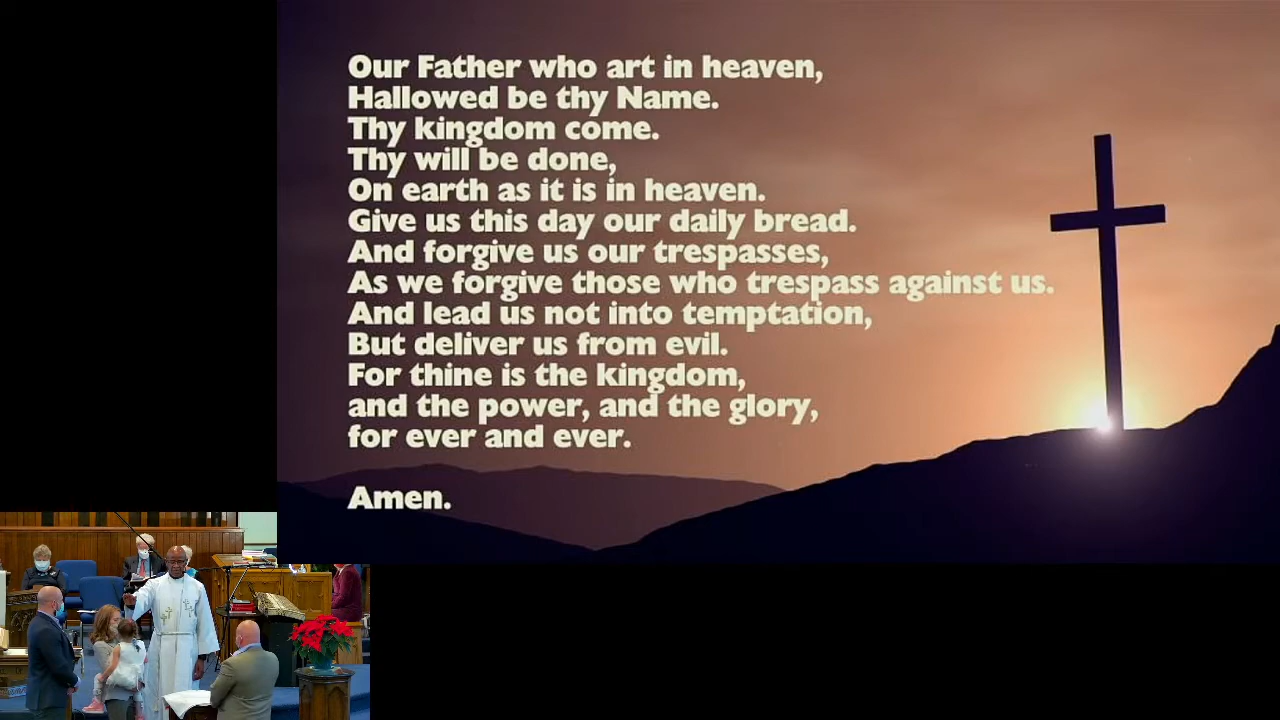 Our Father who art in heaven,
Hallowed be thy Name.
Thy kingdom come.
Thy will be done,
On earth as it is in heaven.
Give us this day our daily bread.
And forgive us our trespasses,
As we forgive those who trespass against us.
And lead us not into temptation,
But deliver us from evil.
For thine is the kingdom,
and the power, and the glory,
for ever and ever.
Amen.